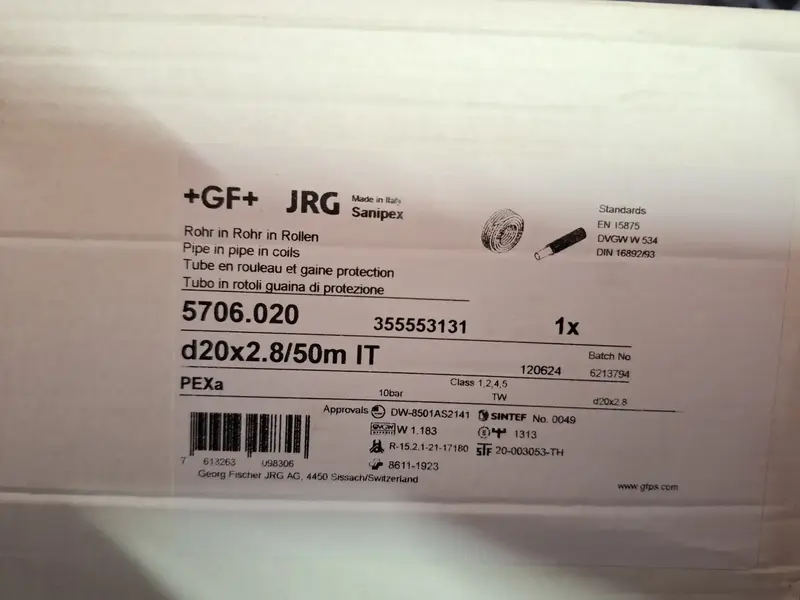 +GF+ JRG Made in Italy
Sanipex
Standards
EN 15875
DVGW W 534
DIN 16892/93
Rohr in Rohr in Rollen
Pipe in pipe in coils
Tube en rouleau et gaine protection
Tubo in rotoli guaina di protezione
5706.020 355553131 1x
d20x2.8/50m IT 120624 Batch No
6213794
PEXa 10bar Class 1,2,4,5
TW d20x2.8
Approvals DW-8501AS2141 SINTEF No. 0049
DVGW W 1.183 1313
R-15.2.1-21-17180 STF 20-003053-TH
8611-1923
7 613263 098306
Georg Fischer JRG AG, 4450 Sissach/Switzerland
www.gfps.com